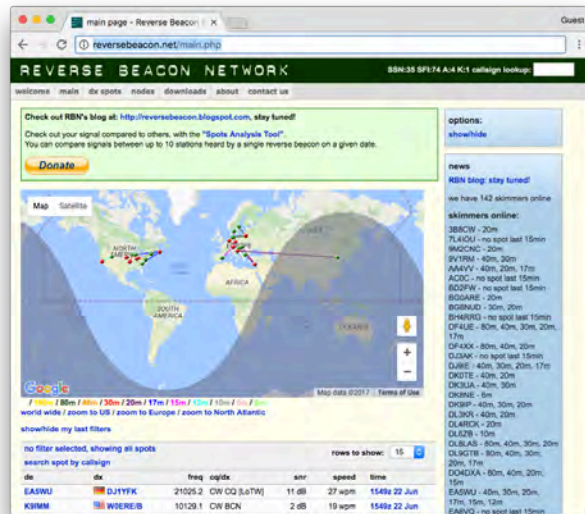 main page - Reverse Beacon
Guest
reversebeacon.net/main.php
REVERSE BEACON NETWORK
SSN:35 SFI:74 A:4 K:1 callsign lookup:
welcome main dx spots nodes downloads about contact us
Check out RBN's blog at: http://reversebeacon.blogspot.com, stay tuned!
Check out your signal compared to others, with the "Spots Analysis Tool".
You can compare signals between up to 10 stations heard by a single reverse beacon on a given date.
Donate
Map Satellite
NORTH AMERICA
EUROPE
AFRICA
SOUTH AMERICA
OCEANIA
Google
Map data ©2017 Terms of Use
/ 160m / 80m / 40m / 30m / 20m / 17m / 15m / 12m / 10m / 6m /
world wide / zoom to US / zoom to Europe / zoom to North Atlantic
show/hide my last filters
no filter selected, showing all spots
rows to show: 15
search spot by callsign
de dx freq cq/dx snr speed time
EA5WU DJ1YFK 21025.2 CW CQ [LoTW] 11 dB 27 wpm 1549z 22 Jun
K9IMM W0ERE/B 10129.1 CW BCN 2 dB 19 wpm 1549z 22 Jun
options:
show/hide
news
RBN blog: stay tuned!
we have 142 skimmers online
skimmers online:
3B8CW - 20m
7L4IOU - no spot last 15min
9M2CNC - 20m
9V1RM - 40m, 30m
AA4VV - 40m, 20m, 17m
AC0C - no spot last 15min
BD2FW - no spot last 15min
BG0ARE - 20m
BG8NUD - 30m, 20m
BH4RRG - no spot last 15min
DF4UE - 80m, 40m, 30m, 20m,
17m
DF4XX - 80m, 40m, 20m
DJ3AK - no spot last 15min
DJ9IE - 40m, 30m, 20m, 17m
DK0TE - 40m, 20m
DK3UA - 40m, 30m
DK8NE - 6m
DK9IP - 40m, 30m, 20m
DL3KR - 40m, 20m
DL4RCK - 20m
DL6ZB - 10m
DL8LAS - 80m, 40m, 30m, 20m
DL9GTB - 80m, 40m, 30m,
20m, 17m
DO4DXA - 80m, 40m, 20m,
15m
EA5WU - 40m, 30m, 20m,
17m, 15m, 12m
EA8VQ - no spot last 15min